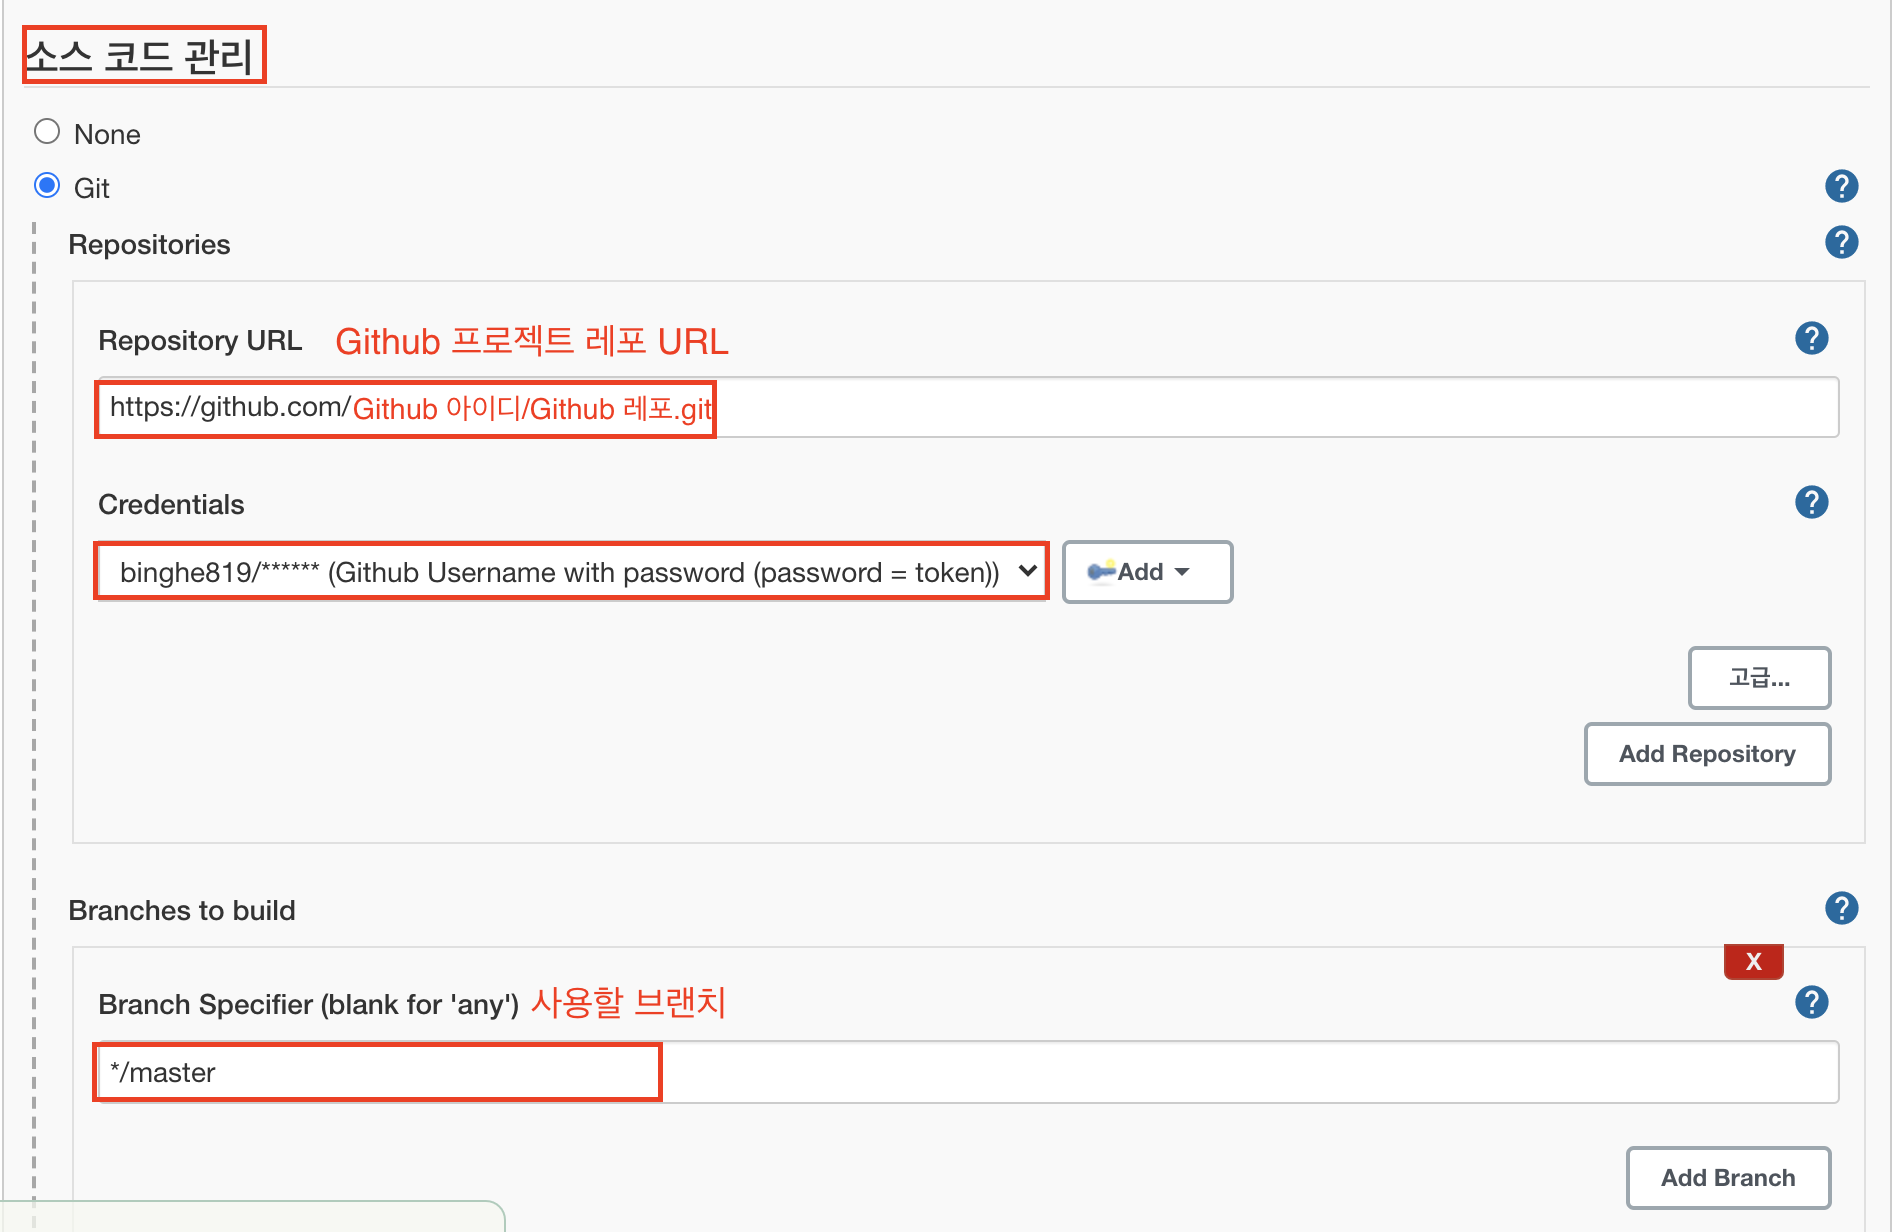 소스 코드 관리
None
Git
?
Repositories
?
Repository URL Github 프로젝트 레포 URL
?
https://github.com/Github 아이디/Github 레포.git
Credentials
?
binghe819/****** (Github Username with password (password = token))
Add
고급...
Add Repository
Branches to build
?
X
Branch Specifier (blank for 'any') 사용할 브랜치
?
*/master
Add Branch